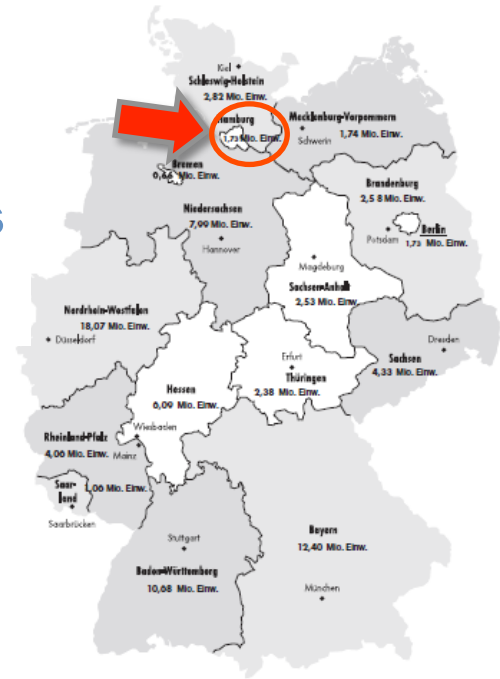 Kiel
Schleswig-Holstein
2,82 Mio. Einw.
Hamburg
1,73 Mio. Einw.
Mecklenburg-Vorpommern
1,74 Mio. Einw.
Schwerin
Bremen
0,66 Mio. Einw.
Brandenburg
2,5 8 Mio. Einw.
Potsdam
Berlin
1,73 Mio. Einw.
Niedersachsen
7,99 Mio. Einw.
Hannover
s
Magdeburg
Sachsen-Anhalt
2,53 Mio. Einw.
Nordrhein-Westfalen
18,07 Mio. Einw.
Düsseldorf
Dresden
Sachsen
4,33 Mio. Einw.
Erfurt
Thüringen
2,38 Mio. Einw.
Hessen
6,09 Mio. Einw.
Wiesbaden
Rheinland-Pfalz
4,06 Mio. Einw.
Mainz
Saar-
land
1,06 Mio. Einw.
Saarbrücken
Stuttgart
Baden-Württemberg
10,68 Mio. Einw.
Bayern
12,40 Mio. Einw.
München